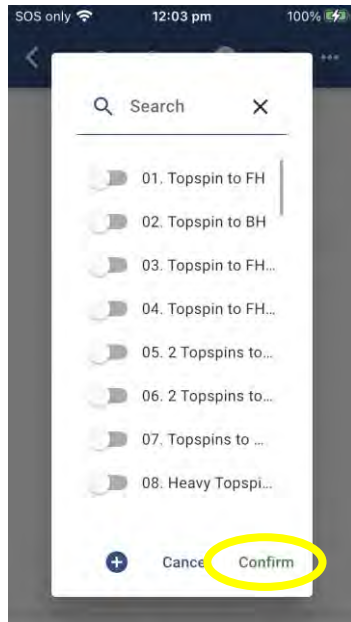 SOS only 12:03 pm 100%
Search
01. Topspin to FH
02. Topspin to BH
03. Topspin to FH...
04. Topspin to FH...
05. 2 Topspins to...
06. 2 Topspins to...
07. Topspins to ...
08. Heavy Topspi...
Cance Confirm